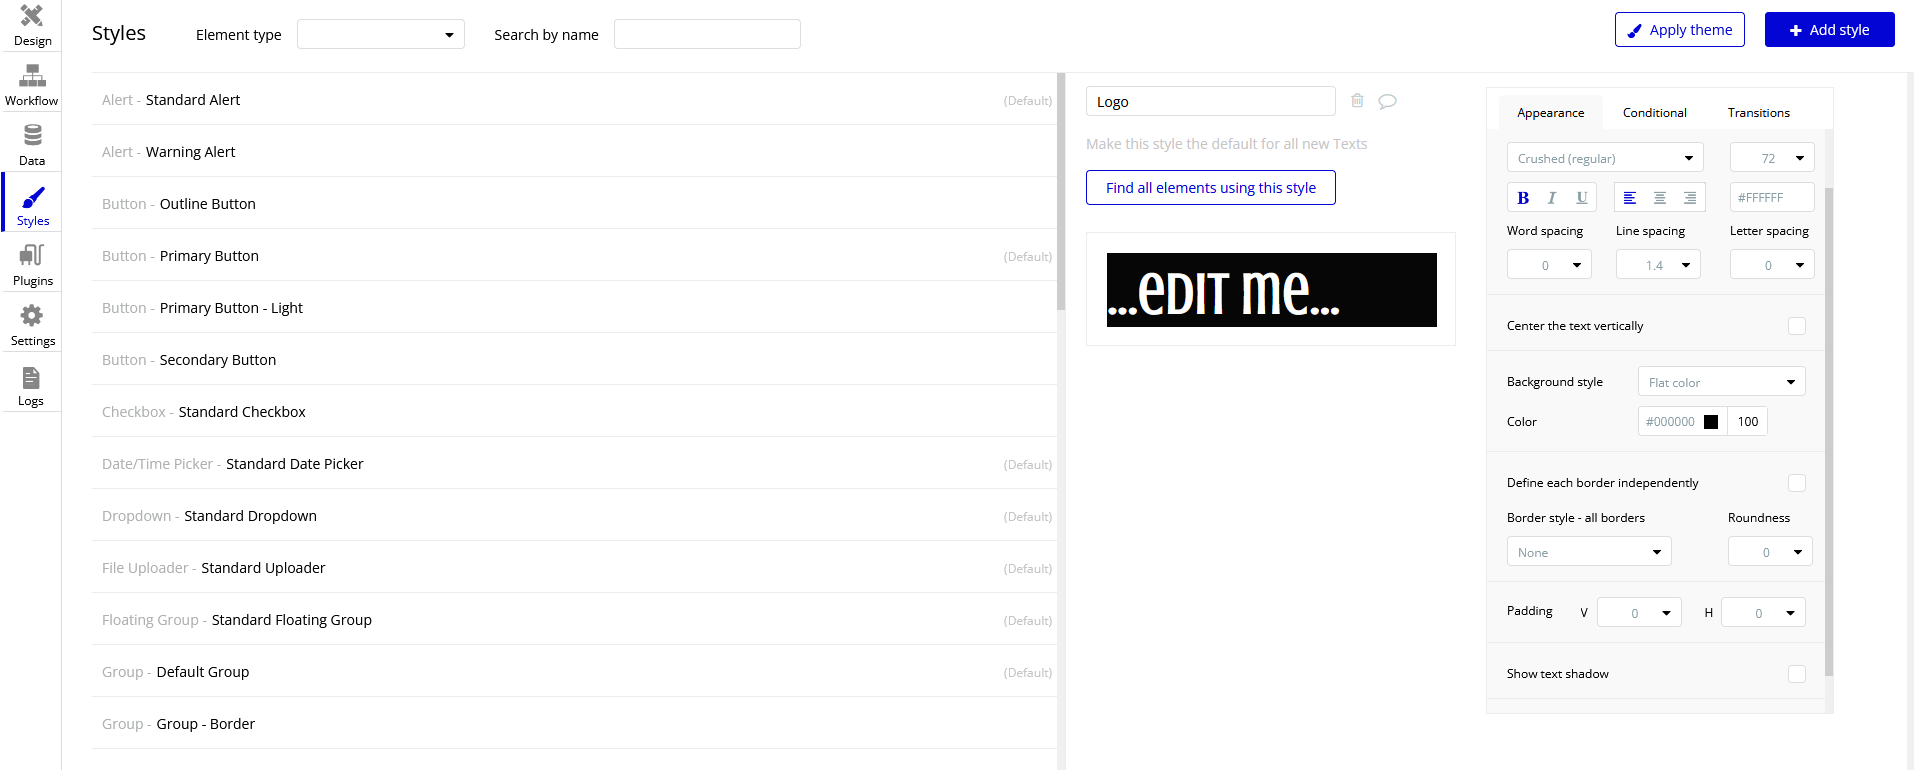 Design
Workflow
Data
Styles
Plugins
Settings
Logs
Styles Element type Search by name Apply theme Add style
Alert - Standard Alert (Default)
Alert - Warning Alert
Button - Outline Button
Button - Primary Button (Default)
Button - Primary Button - Light
Button - Secondary Button
Checkbox - Standard Checkbox
Date/Time Picker - Standard Date Picker (Default)
Dropdown - Standard Dropdown (Default)
File Uploader - Standard Uploader (Default)
Floating Group - Standard Floating Group (Default)
Group - Default Group (Default)
Group - Group - Border
Logo
Make this style the default for all new Texts
Find all elements using this style
...eDIT me...
Appearance Conditional Transitions
Crushed (regular) 72
B I U #FFFFFF
Word spacing Line spacing Letter spacing
0 1.4 0
Center the text vertically
Background style Flat color
Color #000000 100
Define each border independently
Border style - all borders Roundness
None 0
Padding V 0 H 0
Show text shadow